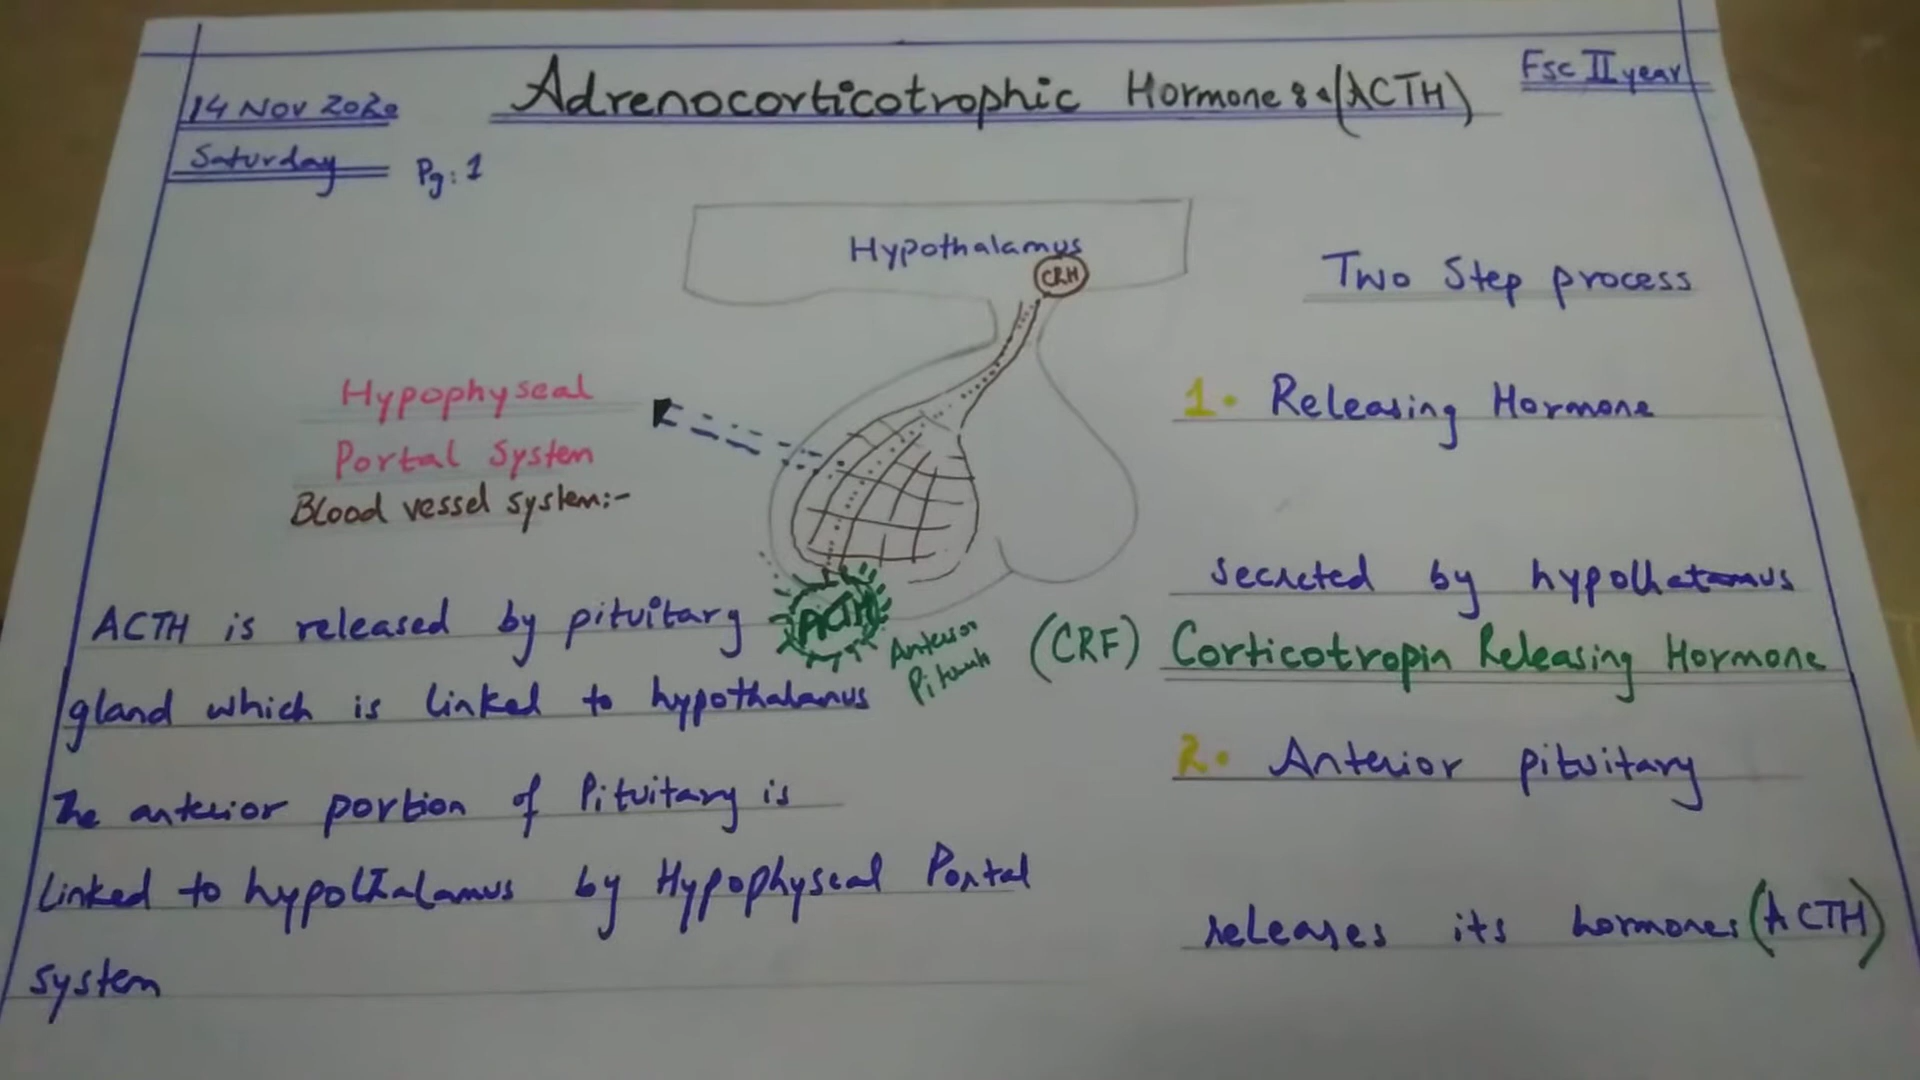 14 Nov 2020
Adrenocorticotrophic Hormone :- (ACTH)
Fsc II year
Saturday
Pg: 1
Hypothalamus
CRH
Two Step process
Hypophyseal
Portal System
Blood vessel system:-
1. Releasing Hormone
secreted by hypothatamus
(CRF) Corticotropin Releasing Hormone
ACTH is released by pituitary
ACTH
Anterior
gland which is linked to hypothalamus
2. Anterior pituitary
The anterior portion of Pituitary is
linked to hypothalamus by Hypophyseal Portal
system
releases its hormones (ACTH)